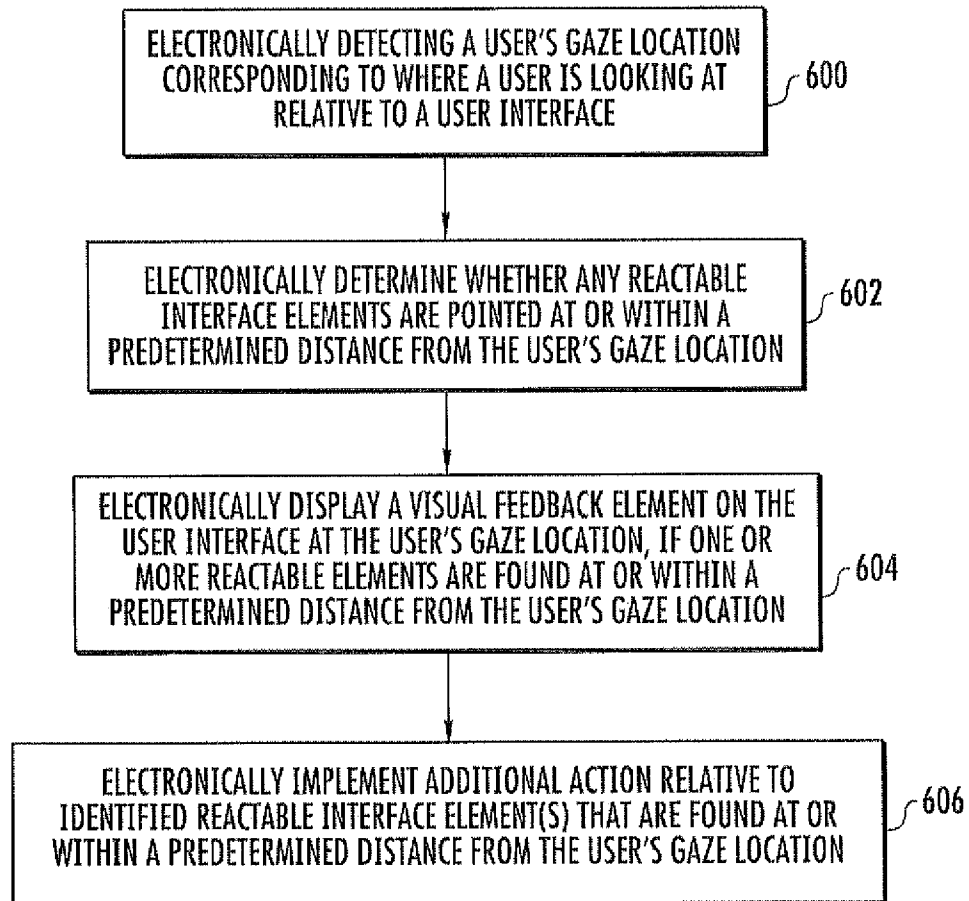 ELECTRONICALLY DETECTING A USER'S GAZE LOCATION
CORRESPONDING TO WHERE A USER IS LOOKING AT
RELATIVE TO A USER INTERFACE
600
ELECTRONICALLY DETERMINE WHETHER ANY REACTABLE
INTERFACE ELEMENTS ARE POINTED AT OR WITHIN A
PREDETERMINED DISTANCE FROM THE USER'S GAZE LOCATION
602
ELECTRONICALLY DISPLAY A VISUAL FEEDBACK ELEMENT ON THE
USER INTERFACE AT THE USER'S GAZE LOCATION, IF ONE OR
MORE REACTABLE ELEMENTS ARE FOUND AT OR WITHIN A
PREDETERMINED DISTANCE FROM THE USER'S GAZE LOCATION
604
ELECTRONICALLY IMPLEMENT ADDITIONAL ACTION RELATIVE TO
IDENTIFIED REACTABLE INTERFACE ELEMENT(S) THAT ARE FOUND AT OR
WITHIN A PREDETERMINED DISTANCE FROM THE USER'S GAZE LOCATION
606